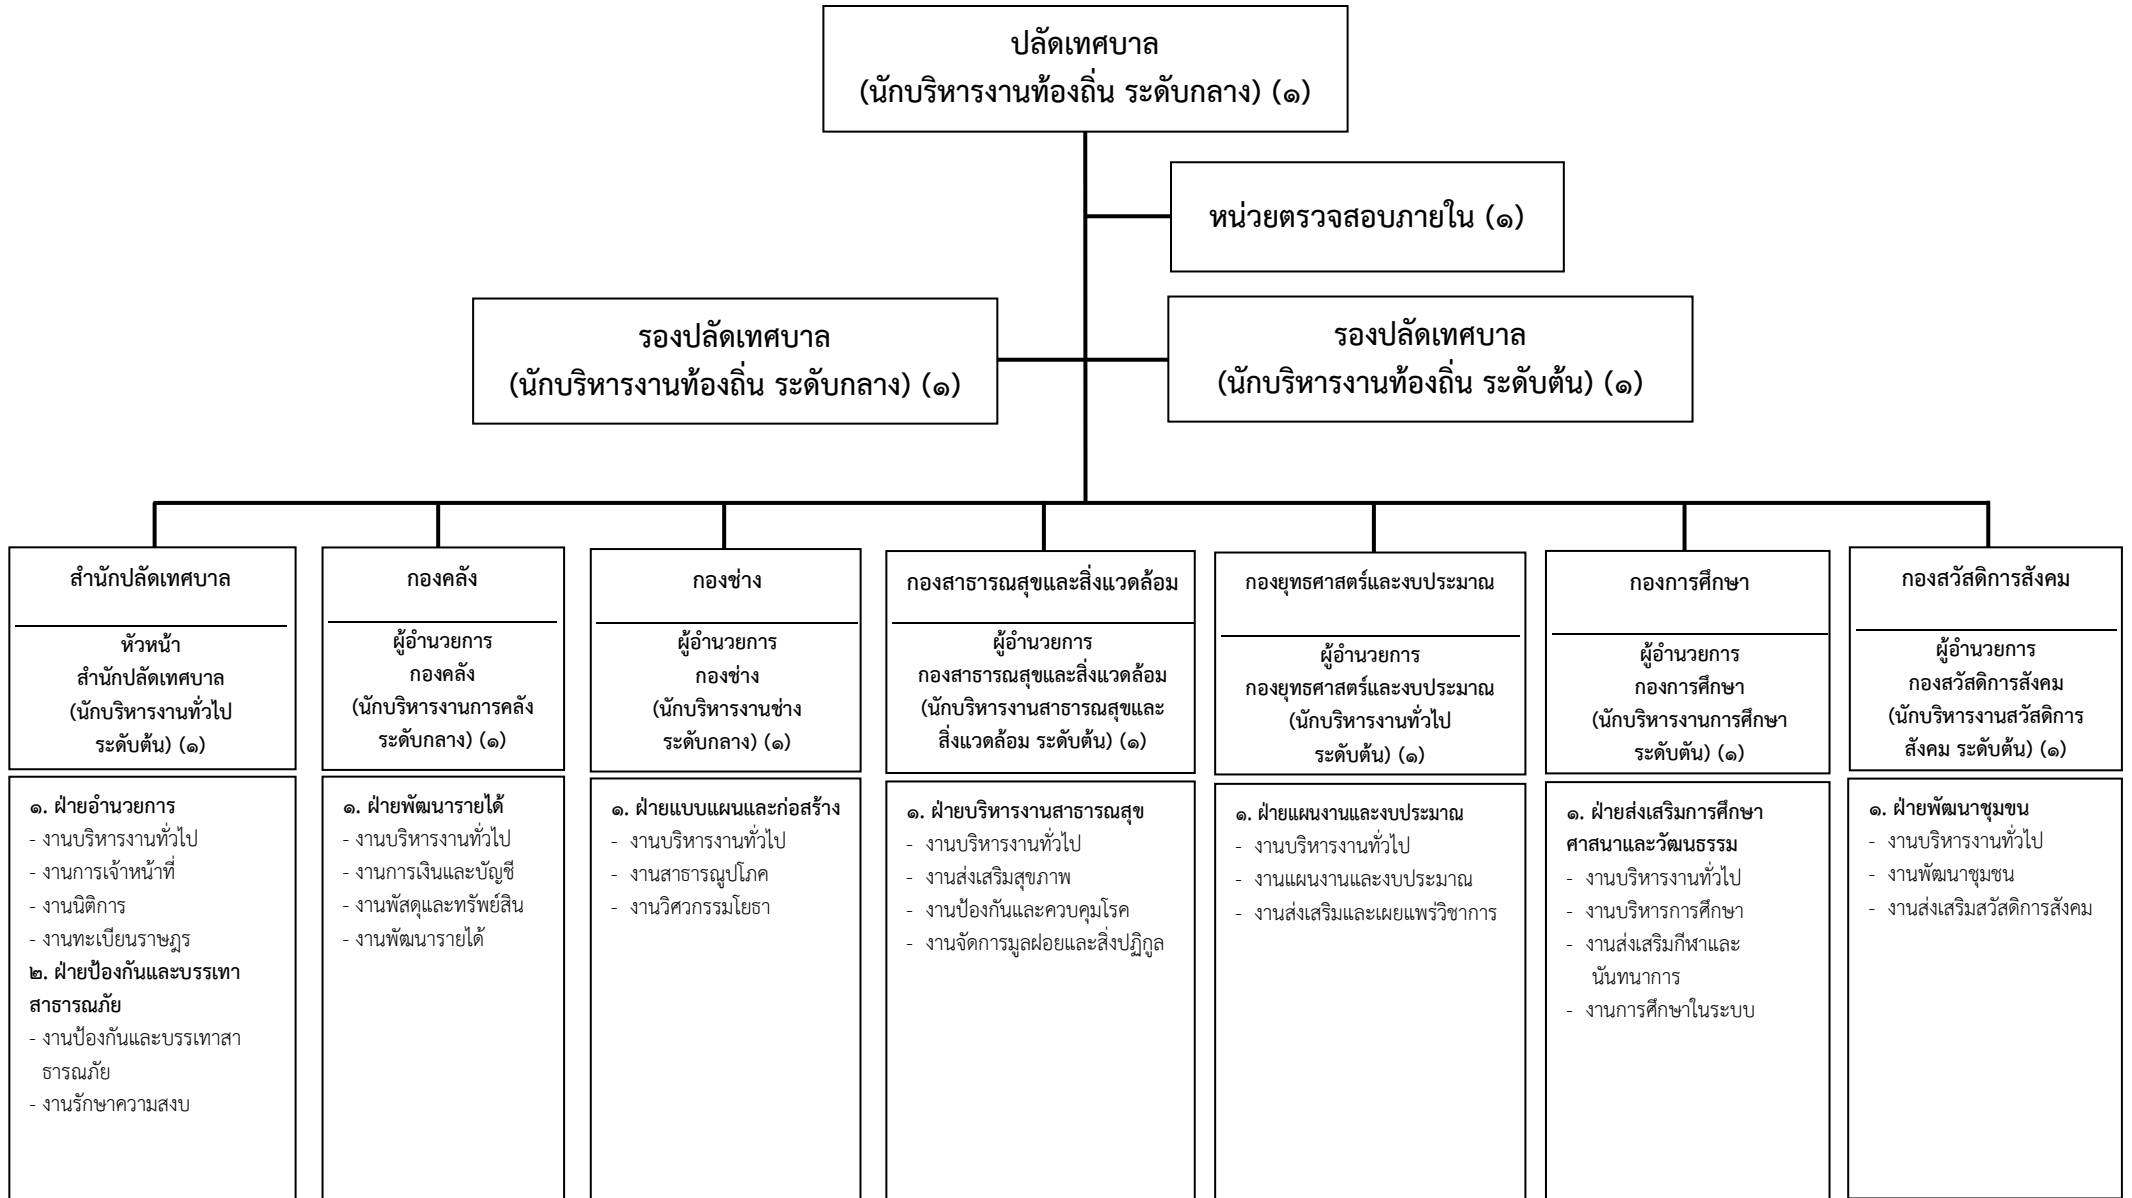 ปลัดเทศบาล
(นักบริหารงานท้องถิ่น ระดับกลาง) (๑)
หน่วยตรวจสอบภายใน (๑)
รองปลัดเทศบาล
(นักบริหารงานท้องถิ่น ระดับกลาง) (๑)
รองปลัดเทศบาล
(นักบริหารงานท้องถิ่น ระดับต้น) (๑)
สำนักปลัดเทศบาล
หัวหน้า
สำนักปลัดเทศบาล
(นักบริหารงานทั่วไป
ระดับต้น) (๑)
๑. ฝ่ายอำนวยการ
- งานบริหารงานทั่วไป
- งานการเจ้าหน้าที่
- งานนิติการ
- งานทะเบียนราษฎร
๒. ฝ่ายป้องกันและบรรเทา
สาธารณภัย
- งานป้องกันและบรรเทาสา
ธารณภัย
- งานรักษาความสงบ
กองคลัง
ผู้อำนวยการ
กองคลัง
(นักบริหารงานการคลัง
ระดับกลาง) (๑)
๑. ฝ่ายพัฒนารายได้
- งานบริหารงานทั่วไป
- งานการเงินและบัญชี
- งานพัสดุและทรัพย์สิน
- งานพัฒนารายได้
กองช่าง
ผู้อำนวยการ
กองช่าง
(นักบริหารงานช่าง
ระดับกลาง) (๑)
๑. ฝ่ายแบบแผนและก่อสร้าง
- งานบริหารงานทั่วไป
- งานสาธารณูปโภค
- งานวิศวกรรมโยธา
กองสาธารณสุขและสิ่งแวดล้อม
ผู้อำนวยการ
กองสาธารณสุขและสิ่งแวดล้อม
(นักบริหารงานสาธารณสุขและ
สิ่งแวดล้อม ระดับต้น) (๑)
๑. ฝ่ายบริหารงานสาธารณสุข
- งานบริหารงานทั่วไป
- งานส่งเสริมสุขภาพ
- งานป้องกันและควบคุมโรค
- งานจัดการมูลฝอยและสิ่งปฏิกูล
กองยุทธศาสตร์และงบประมาณ
ผู้อำนวยการ
กองยุทธศาสตร์และงบประมาณ
(นักบริหารงานทั่วไป
ระดับต้น) (๑)
๑. ฝ่ายแผนงานและงบประมาณ
- งานบริหารงานทั่วไป
- งานแผนงานและงบประมาณ
- งานส่งเสริมและเผยแพร่วิชาการ
กองการศึกษา
ผู้อำนวยการ
กองการศึกษา
(นักบริหารงานการศึกษา
ระดับตัน) (๑)
๑. ฝ่ายส่งเสริมการศึกษา
ศาสนาและวัฒนธรรม
- งานบริหารงานทั่วไป
- งานบริหารการศึกษา
- งานส่งเสริมกีฬาและ
นันทนาการ
- งานการศึกษาในระบบ
กองสวัสดิการสังคม
ผู้อำนวยการ
กองสวัสดิการสังคม
(นักบริหารงานสวัสดิการ
สังคม ระดับต้น) (๑)
๑. ฝ่ายพัฒนาชุมขน
- งานบริหารงานทั่วไป
- งานพัฒนาชุมชน
- งานส่งเสริมสวัสดิการสังคม